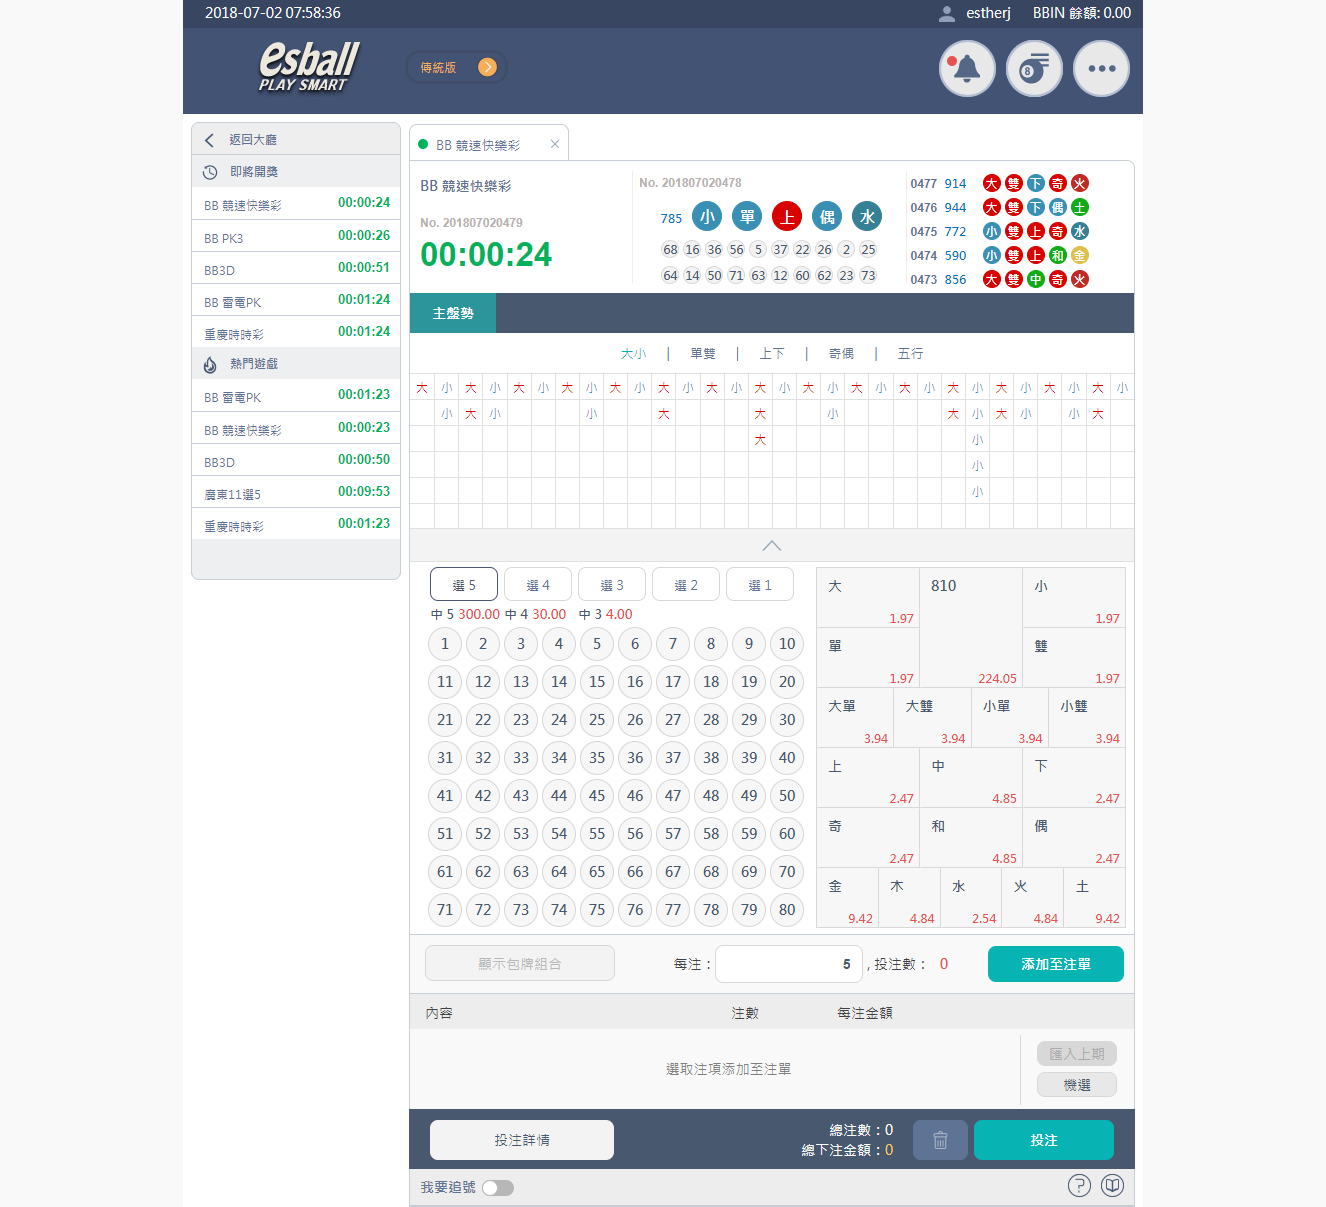 2018-07-02 07:58:36
estherj BBIN 餘額: 0.00
esball
PLAY SMART
傳統版
8
返回大廳
即將開獎
BB 競速快樂彩 00:00:24
BB PK3 00:00:26
BB3D 00:00:51
BB 雷電PK 00:01:24
重慶時時彩 00:01:24
熱門遊戲
BB 雷電PK 00:01:23
BB 競速快樂彩 00:00:23
BB3D 00:00:50
廣東11選5 00:09:53
重慶時時彩 00:01:23
BB 競速快樂彩 ×
BB 競速快樂彩
No. 201807020479
00:00:24
No. 201807020478
785 小 單 上 偶 水
68 16 36 56 5 37 22 26 2 25
64 14 50 71 63 12 60 62 23 73
0477 914 大 雙 下 奇 火
0476 944 大 雙 下 偶 土
0475 772 小 雙 上 奇 水
0474 590 小 雙 上 和 金
0473 856 大 雙 中 奇 火
主盤勢
大小 | 單雙 | 上下 | 奇偶 | 五行
大 小 大 小 大 小 大 小 大 小 大 小 大 小 大 小 大 小 大 小 大 小 大 小 大 小 大 小 大 小
小 大 小 小 大 大 小 大 小 大 小 小 大
大 小
小
小
選 5 選 4 選 3 選 2 選 1
中 5 300.00 中 4 30.00 中 3 4.00
1 2 3 4 5 6 7 8 9 10
11 12 13 14 15 16 17 18 19 20
21 22 23 24 25 26 27 28 29 30
31 32 33 34 35 36 37 38 39 40
41 42 43 44 45 46 47 48 49 50
51 52 53 54 55 56 57 58 59 60
61 62 63 64 65 66 67 68 69 70
71 72 73 74 75 76 77 78 79 80
大 810 小
1.97 1.97
單 雙
1.97 224.05 1.97
大單 大雙 小單 小雙
3.94 3.94 3.94 3.94
上 中 下
2.47 4.85 2.47
奇 和 偶
2.47 4.85 2.47
金 木 水 火 土
9.42 4.84 2.54 4.84 9.42
顯示包牌組合 每注： 5 , 投注數： 0 添加至注單
內容 注數 每注金額
選取注項添加至注單
匯入上期
機選
投注詳情
總注數：0
總下注金額：0
投注
我要追號
?